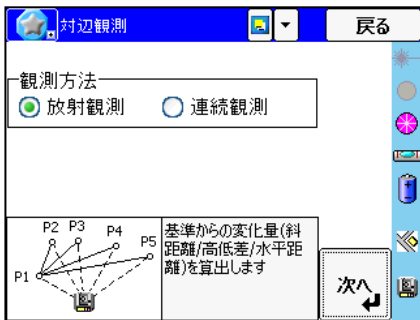 対辺観測
戻る
観測方法
放射観測 連続観測
P2 P3 P4 P5
P1
基準からの変化量(斜
距離/高低差/水平距
離)を算出します
次へ